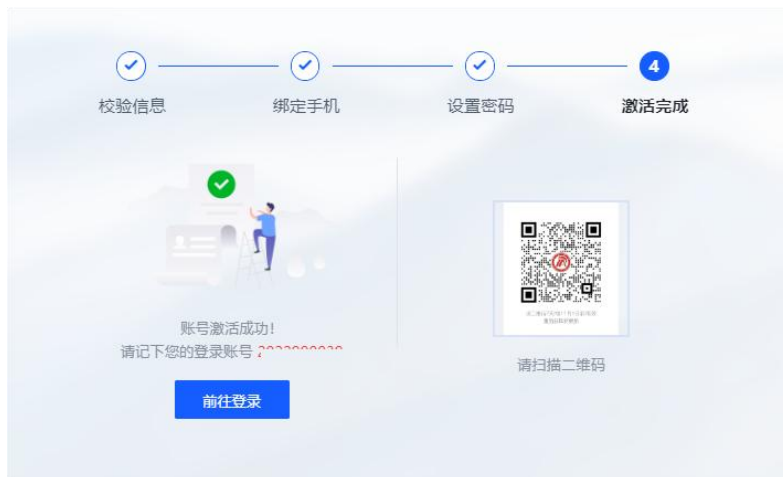 4
校验信息
绑定手机
设置密码
激活完成
账号激活成功!
请记下您的登录账号
前往登录
请扫描二维码